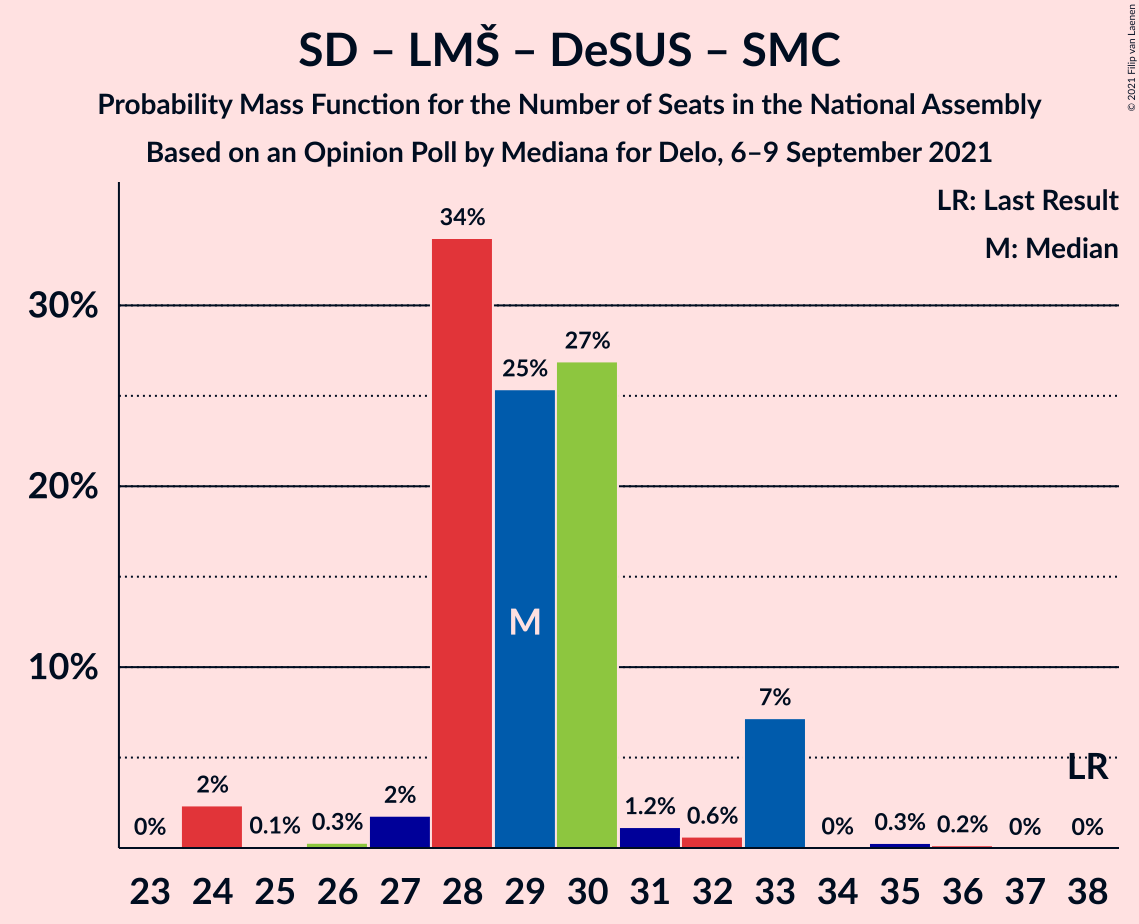 SD – LMŠ – DeSUS – SMC
Probability Mass Function for the Number of Seats in the National Assembly
Based on an Opinion Poll by Mediana for Delo, 6–9 September 2021
© 2021 Filip van Laenen
LR: Last Result
M: Median
30%
20%
10%
0%
2%
0.1%
0.3%
2%
34%
25%
27%
1.2%
0.6%
7%
0%
0.3%
0.2%
0%
0%
M
LR
23 24 25 26 27 28 29 30 31 32 33 34 35 36 37 38